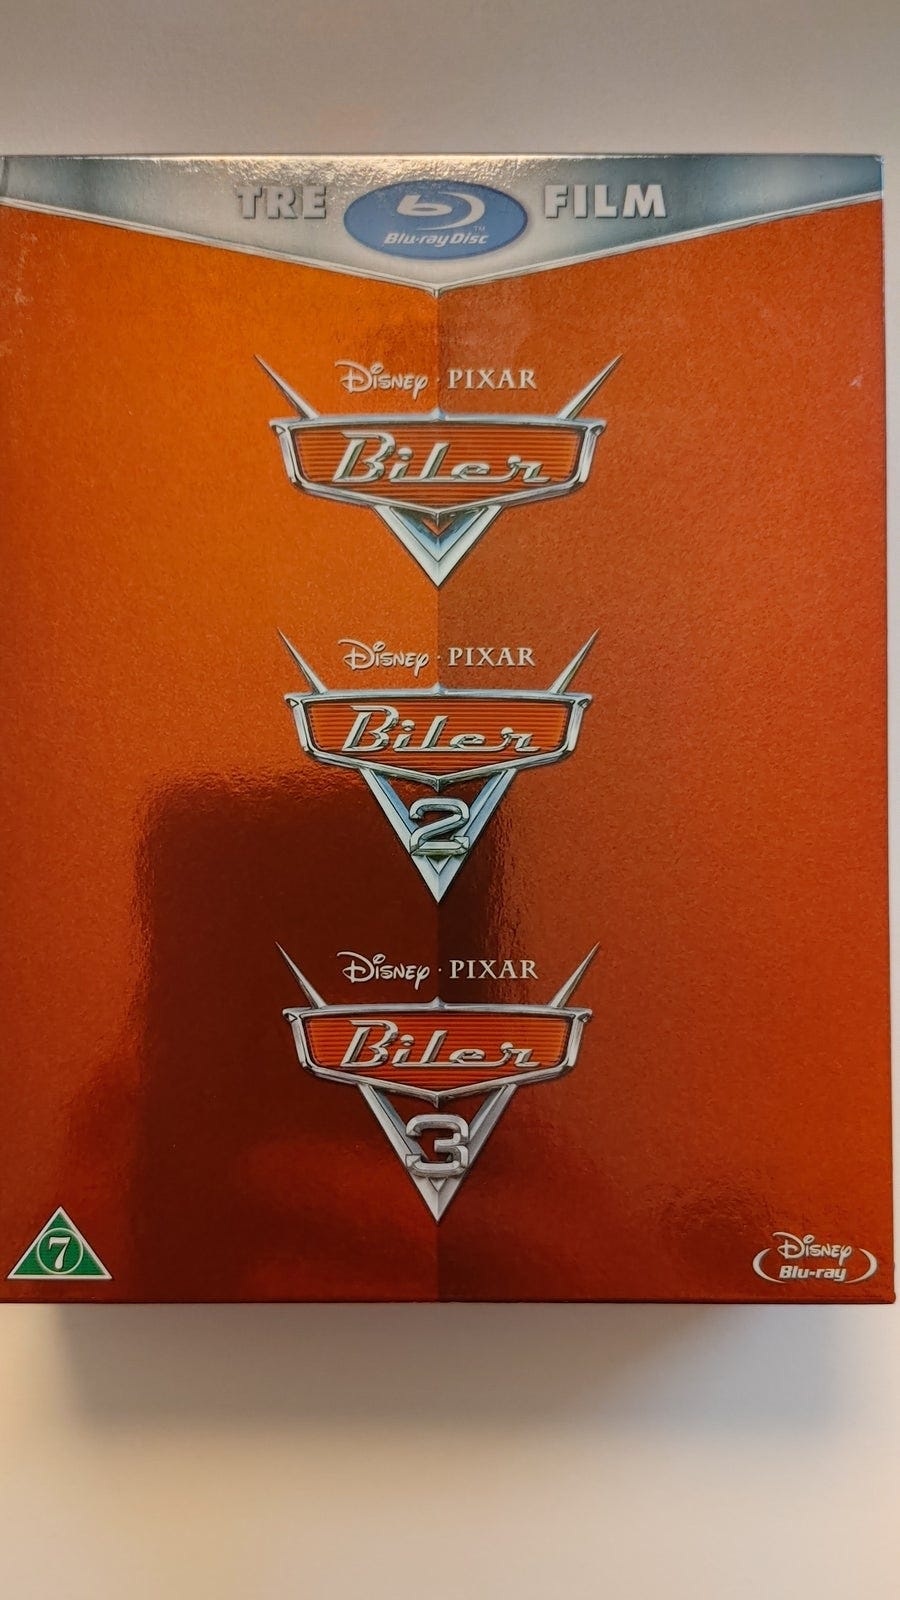 TRE Blu-ray Disc™ FILM
Disney · PIXAR
Biler
Disney · PIXAR
Biler
2
Disney · PIXAR
Biler
3
7
Disney
Blu-ray